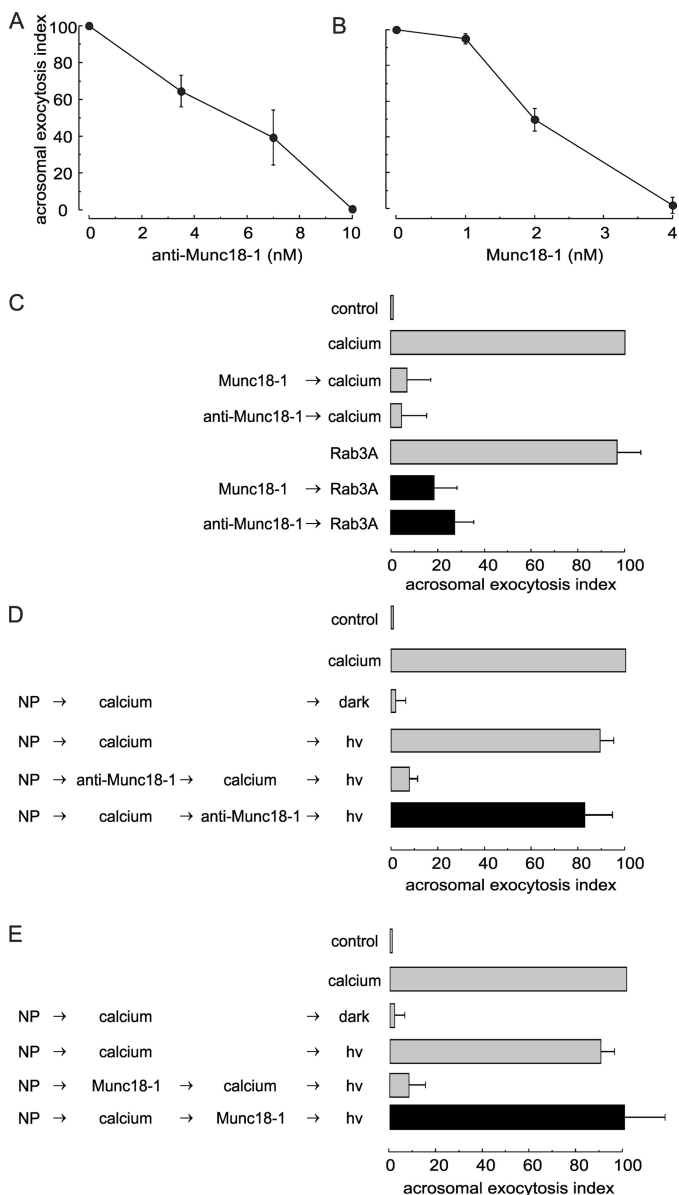 A
B
acrosomal exocytosis index
100
80
60
40
20
0
0 2 4 6 8 10
anti-Munc18-1 (nM)
0 1 2 3 4
Munc18-1 (nM)
C
control
calcium
Munc18-1 → calcium
anti-Munc18-1 → calcium
Rab3A
Munc18-1 → Rab3A
anti-Munc18-1 → Rab3A
0 20 40 60 80 100
acrosomal exocytosis index
D
control
calcium
NP → calcium → dark
NP → calcium → hv
NP → anti-Munc18-1 → calcium → hv
NP → calcium → anti-Munc18-1 → hv
0 20 40 60 80 100
acrosomal exocytosis index
E
control
calcium
NP → calcium → dark
NP → calcium → hv
NP → Munc18-1 → calcium → hv
NP → calcium → Munc18-1 → hv
0 20 40 60 80 100
acrosomal exocytosis index